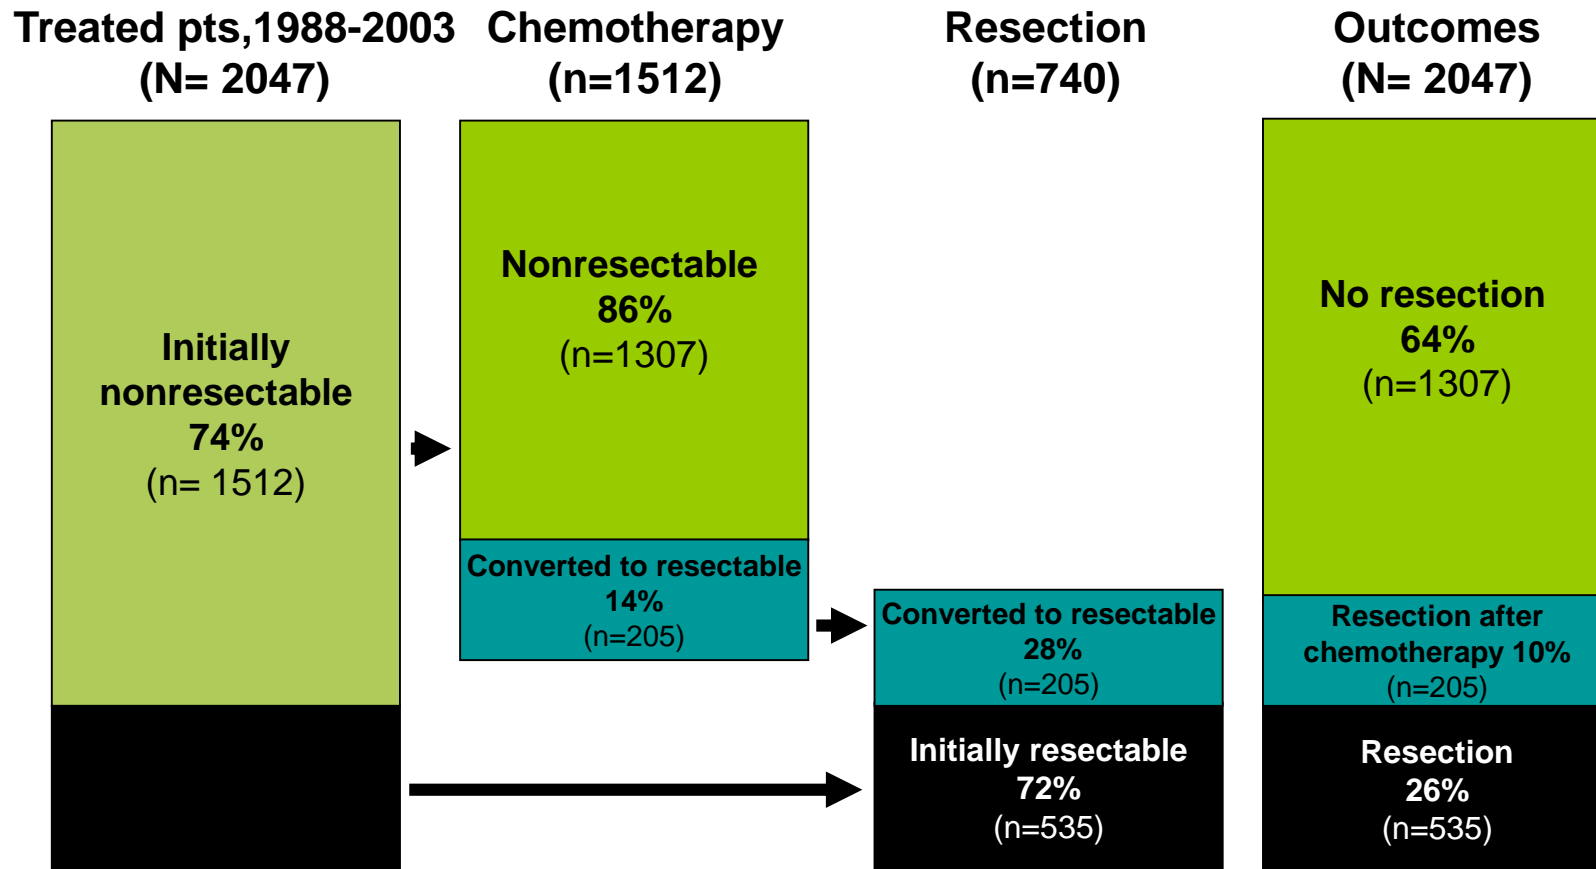 Treated pts,1988-2003
(N= 2047)
Chemotherapy
(n=1512)
Resection
(n=740)
Outcomes
(N= 2047)
Initially
nonresectable
74%
(n= 1512)
Nonresectable
86%
(n=1307)
Converted to resectable
14%
(n=205)
Converted to resectable
28%
(n=205)
Initially resectable
72%
(n=535)
No resection
64%
(n=1307)
Resection after
chemotherapy 10%
(n=205)
Resection
26%
(n=535)